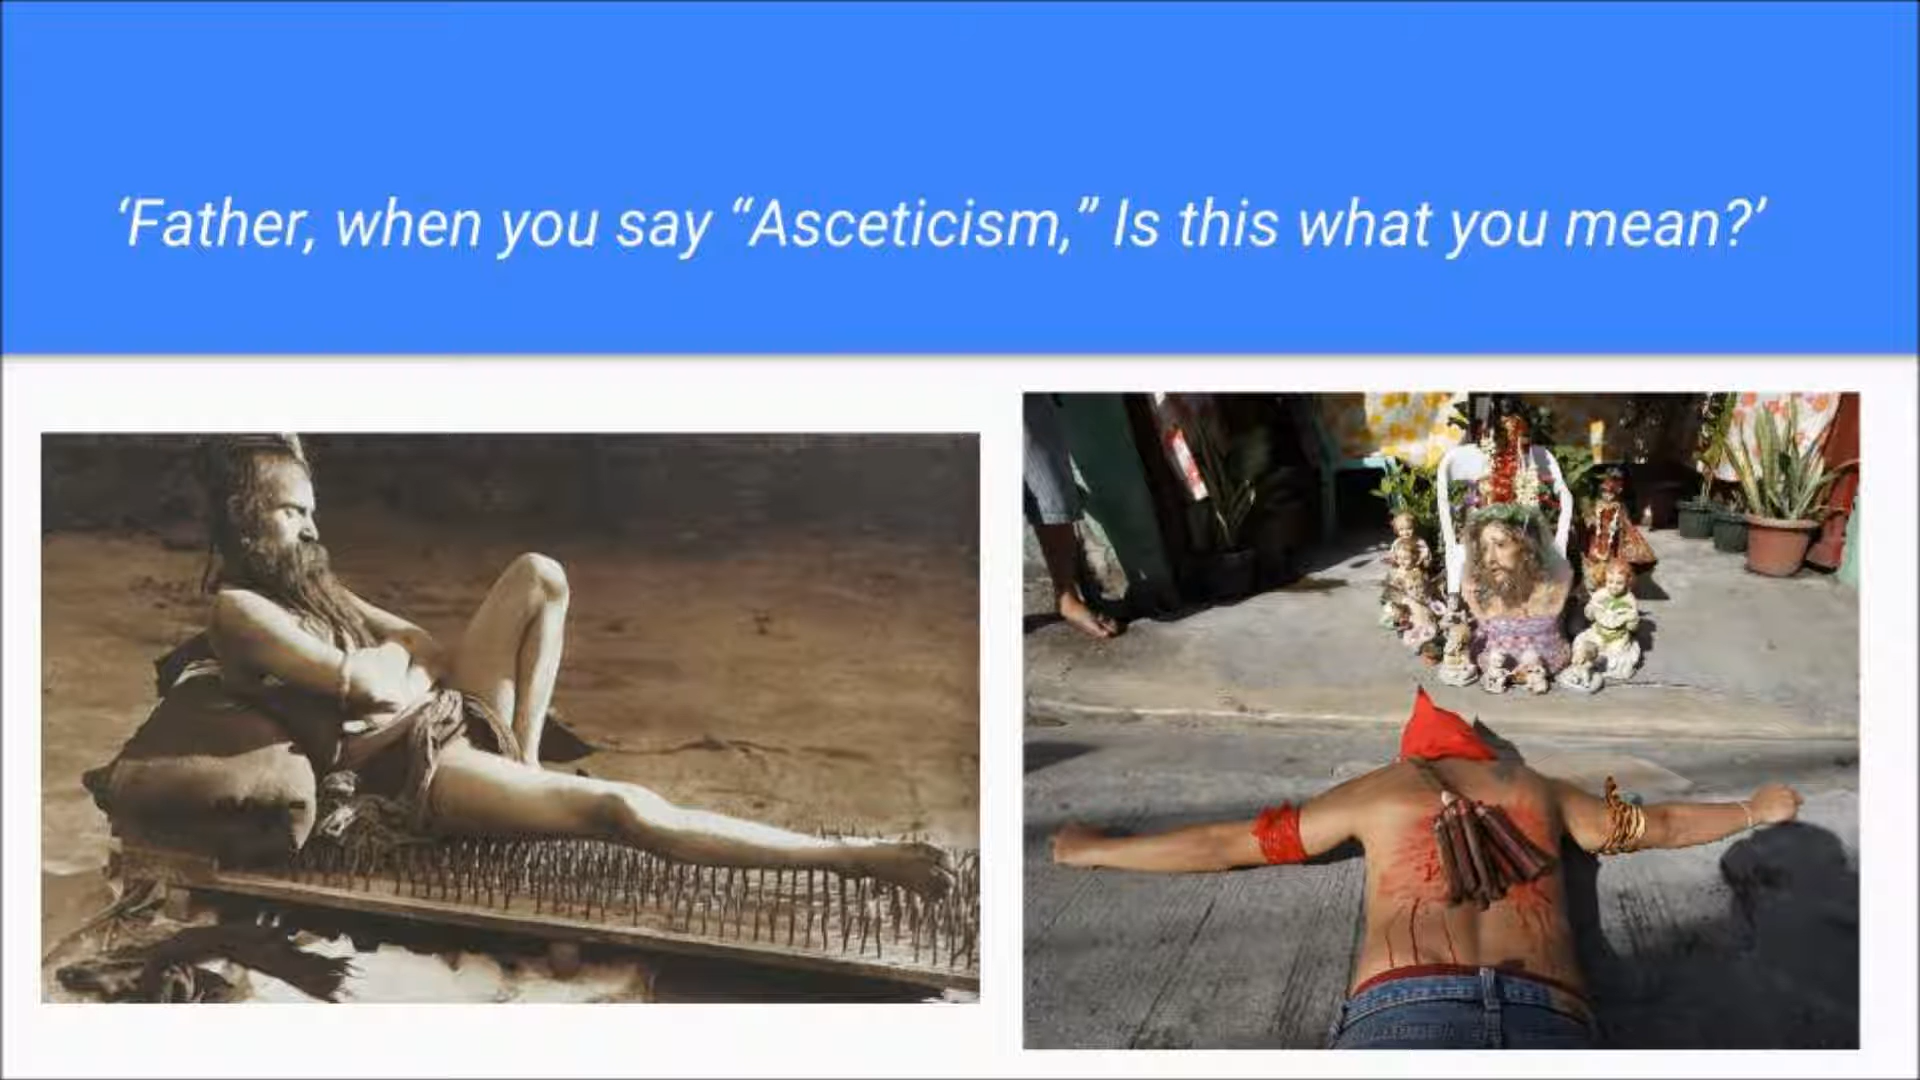 ‘Father, when you say “Asceticism,” Is this what you mean?’